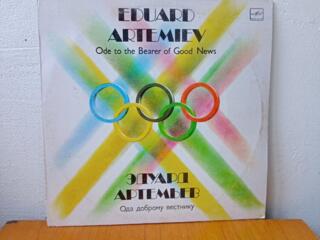 EDUARD
ARTEMIEV
Ode to the Bearer of Good News
ЭДУАРД
АРТЕМЬЕВ
Ода доброму вестнику